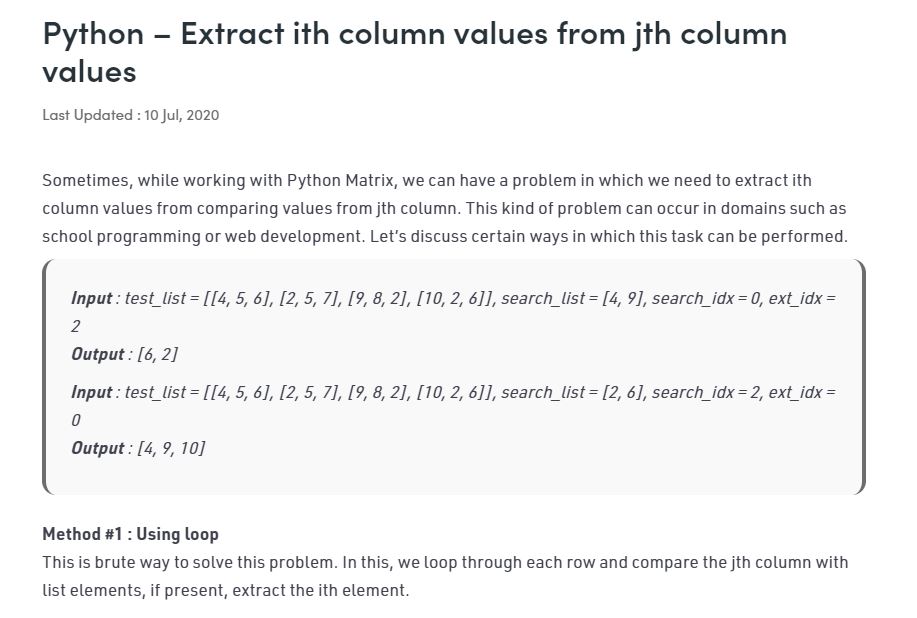 Python – Extract ith column values from jth column
values
Last Updated : 10 Jul, 2020
Sometimes, while working with Python Matrix, we can have a problem in which we need to extract ith
column values from comparing values from jth column. This kind of problem can occur in domains such as
school programming or web development. Let’s discuss certain ways in which this task can be performed.
Input : test_list = [[4, 5, 6], [2, 5, 7], [9, 8, 2], [10, 2, 6]], search_list = [4, 9], search_idx = 0, ext_idx =
2
Output : [6, 2]
Input : test_list = [[4, 5, 6], [2, 5, 7], [9, 8, 2], [10, 2, 6]], search_list = [2, 6], search_idx = 2, ext_idx =
0
Output : [4, 9, 10]
Method #1 : Using loop
This is brute way to solve this problem. In this, we loop through each row and compare the jth column with
list elements, if present, extract the ith element.